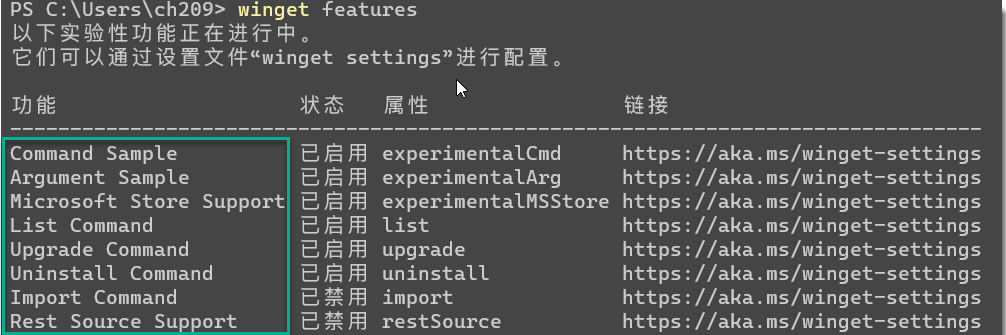 PS C:\Users\ch209> winget features
以下实验性功能正在进行中。
它们可以通过设置文件“winget settings”进行配置。
功能 状态 属性 链接
-----------------------------------------------------------------------------------
Command Sample 已启用 experimentalCmd https://aka.ms/winget-settings
Argument Sample 已启用 experimentalArg https://aka.ms/winget-settings
Microsoft Store Support 已启用 experimentalMSStore https://aka.ms/winget-settings
List Command 已启用 list https://aka.ms/winget-settings
Upgrade Command 已启用 upgrade https://aka.ms/winget-settings
Uninstall Command 已启用 uninstall https://aka.ms/winget-settings
Import Command 已禁用 import https://aka.ms/winget-settings
Rest Source Support 已禁用 restSource https://aka.ms/winget-settings